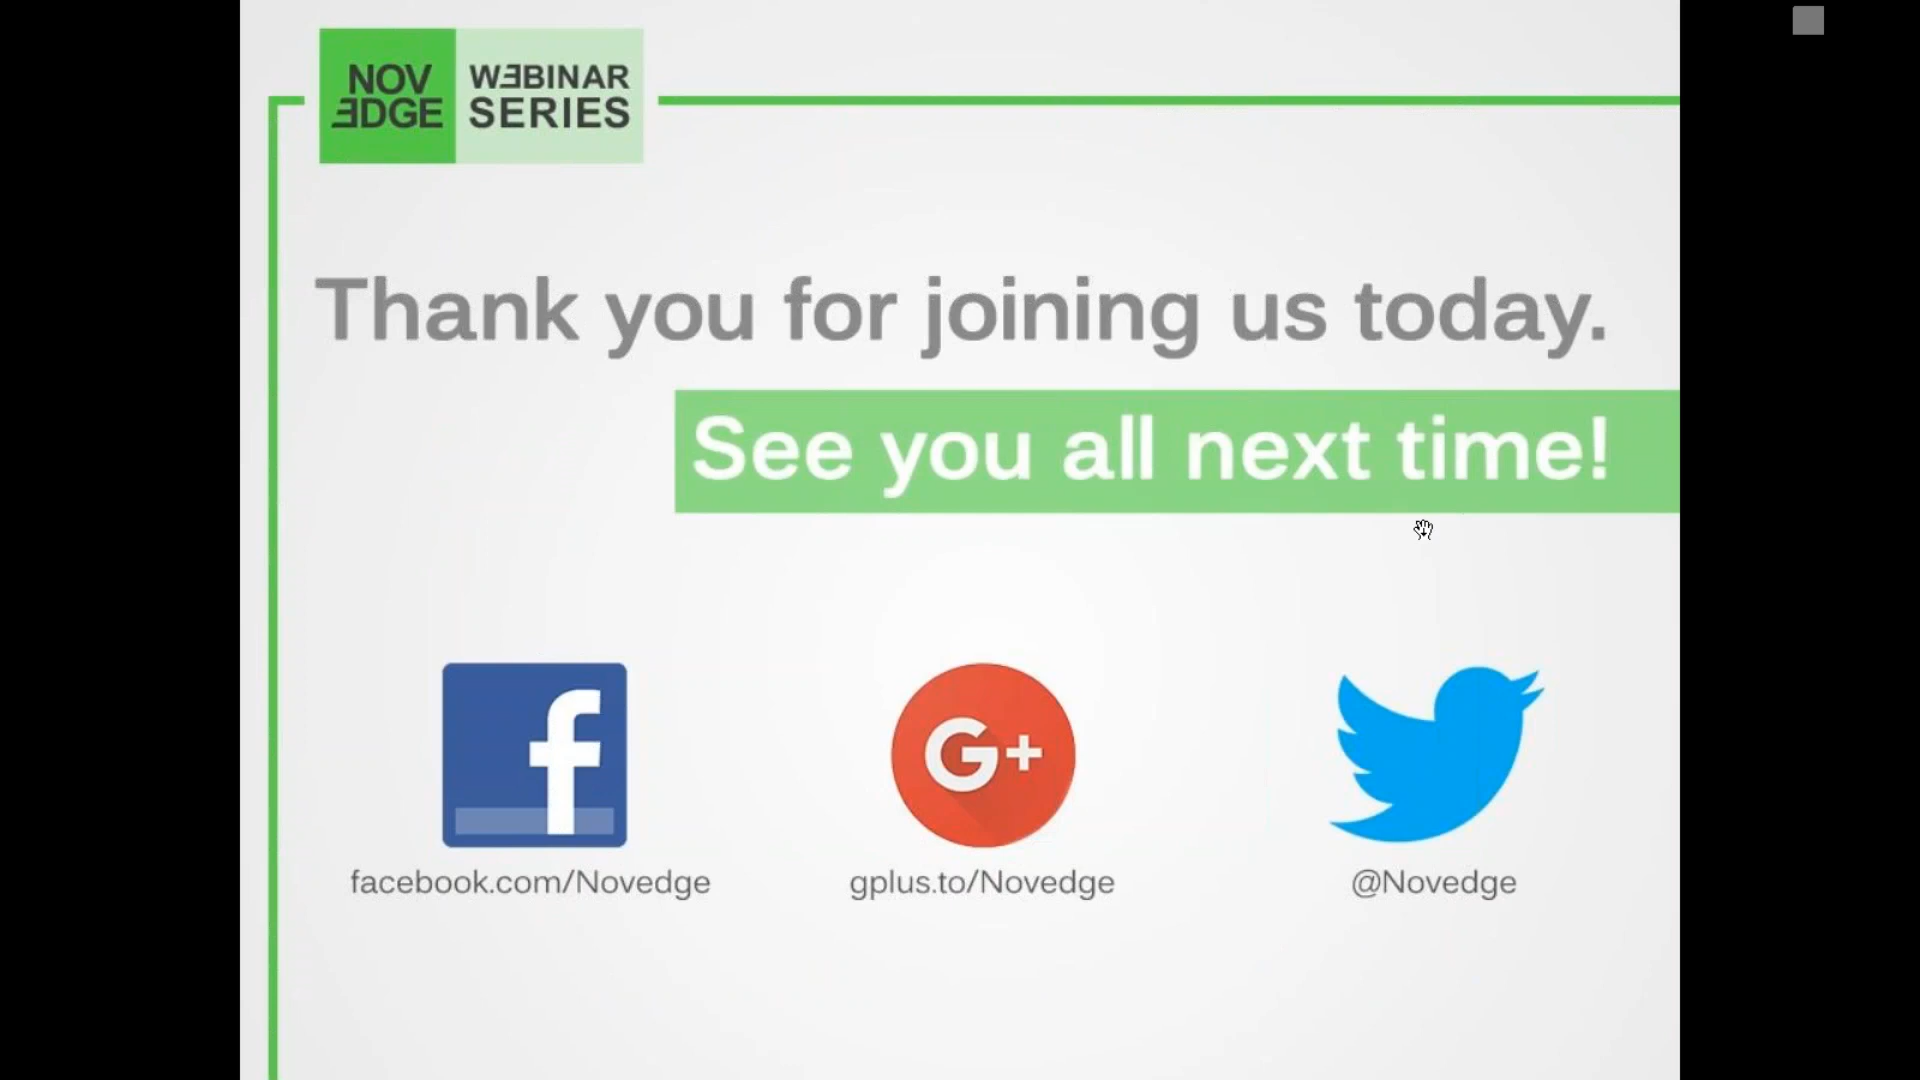 NOV
EDGE
WEBINAR
SERIES
Thank you for joining us today.
See you all next time!
f
G+
facebook.com/Novedge
gplus.to/Novedge
@Novedge